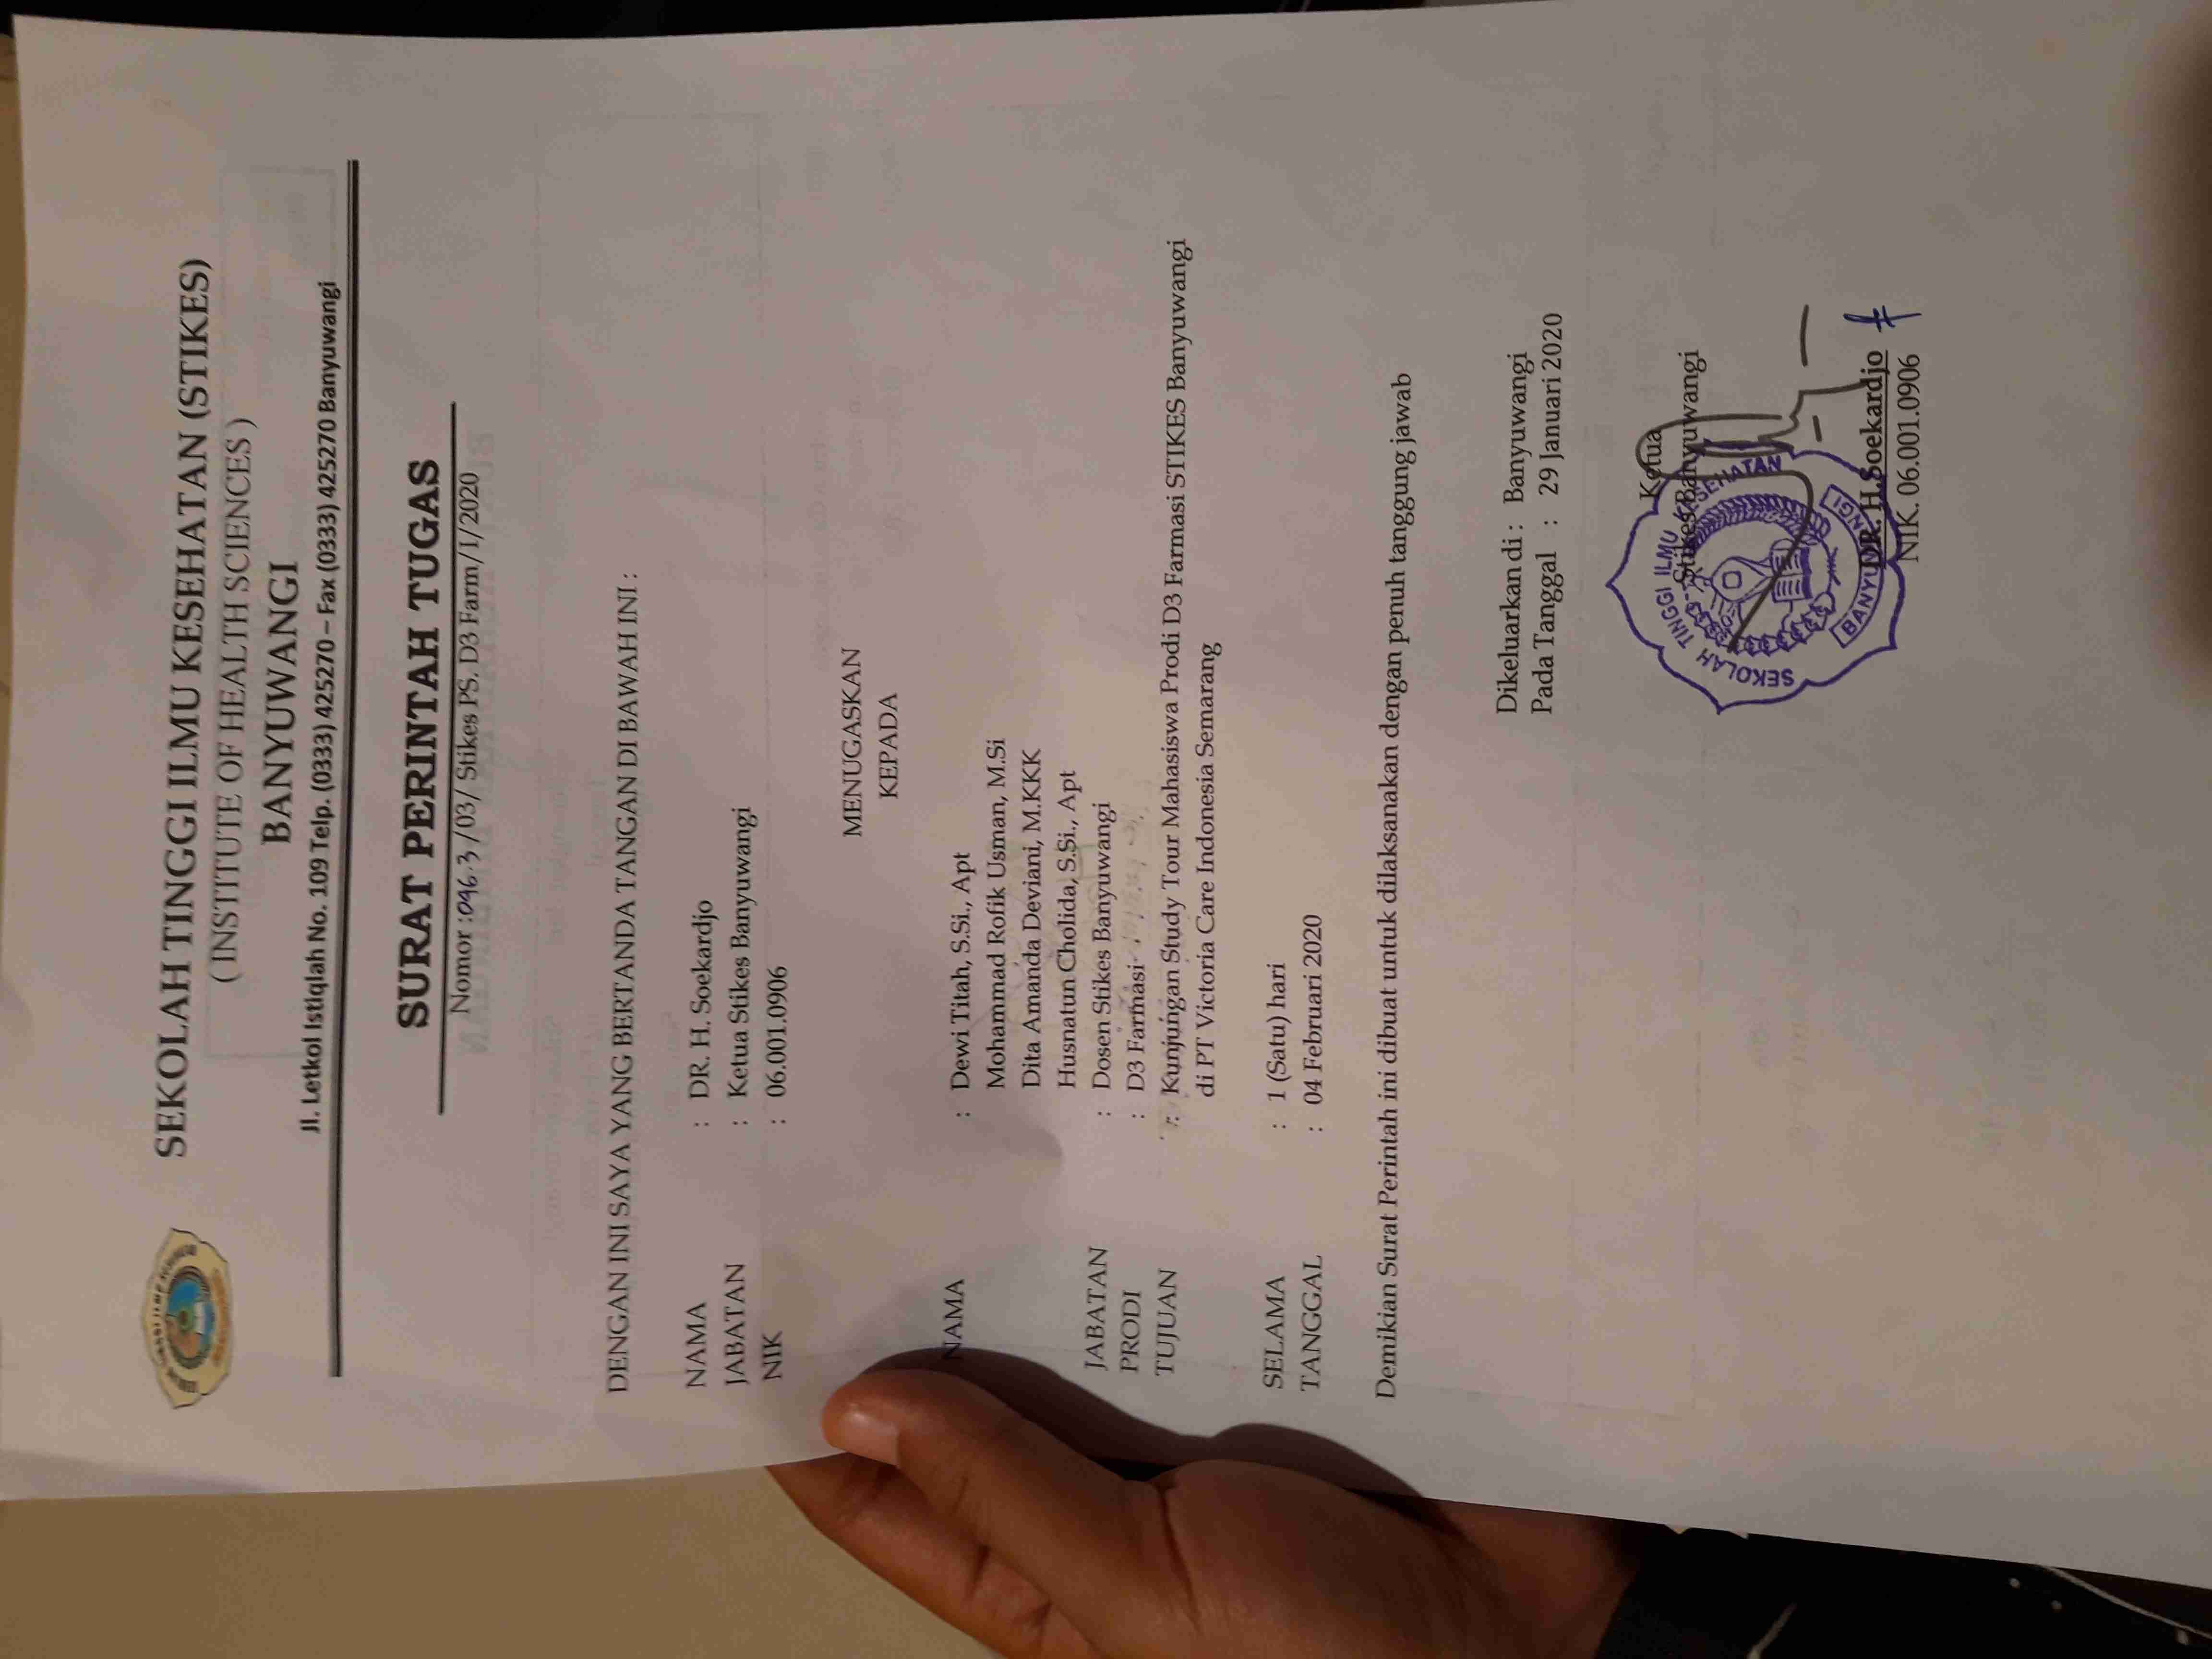 SEKOLAH TINGGI ILMU KESEHATAN (STIKES)
( INSTITUTE OF HEALTH SCIENCES )
BANYUWANGI
Jl. Letkol Istiqlah No. 109 Telp. (0333) 425270 – Fax (0333) 425270 Banyuwangi
SURAT PERINTAH TUGAS
Nomor :096.3 /03/ Stikes PS. D3 Farm/I/2020
DENGAN INI SAYA YANG BERTANDA TANGAN DI BAWAH INI :
NAMA : DR. H. Soekardjo
JABATAN : Ketua Stikes Banyuwangi
NIK : 06.001.0906
MENUGASKAN
KEPADA
NAMA : Dewi Titah, S.Si., Apt
Mohammad Rofik Usman, M.Si
Dita Amanda Deviani, M.KKK
Husnatun Cholida, S.Si., Apt
JABATAN : Dosen Stikes Banyuwangi
PRODI : D3 Farmasi
TUJUAN : Kunjungan Study Tour Mahasiswa Prodi D3 Farmasi STIKES Banyuwangi
di PT Victoria Care Indonesia Semarang
SELAMA : 1 (Satu) hari
TANGGAL : 04 Februari 2020
Demikian Surat Perintah ini dibuat untuk dilaksanakan dengan penuh tanggung jawab
Dikeluarkan di : Banyuwangi
Pada Tanggal : 29 Januari 2020
Ketua
Stikes Banyuwangi
SEKOLAH TINGGI ILMU KESEHATAN
BANYUWANGI
DR. H.Soekardjo
NIK. 06.001.0906